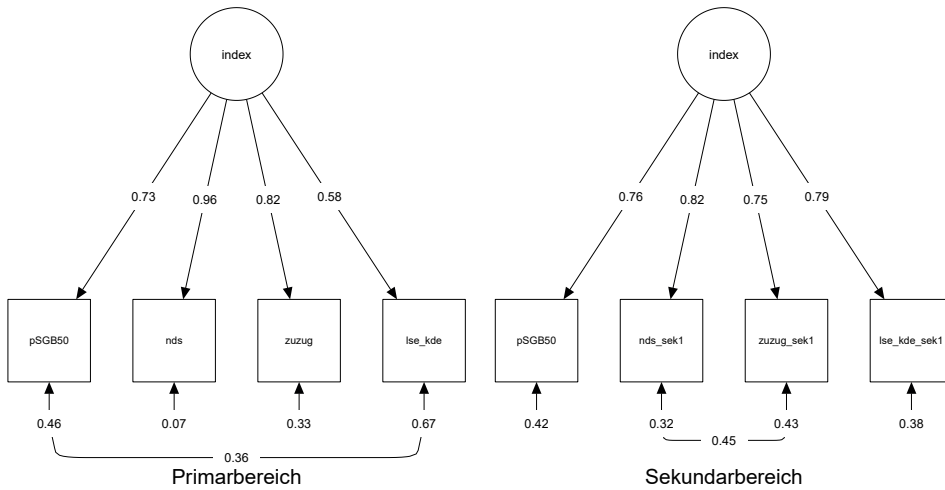 index index
0.73 0.96 0.82 0.58 0.76 0.82 0.75 0.79
pSGB50 nds zuzug lse_kde pSGB50 nds_sek1 zuzug_sek1 lse_kde_sek1
0.46 0.07 0.33 0.67 0.42 0.32 0.43 0.38
0.36 0.45
Primarbereich Sekundarbereich